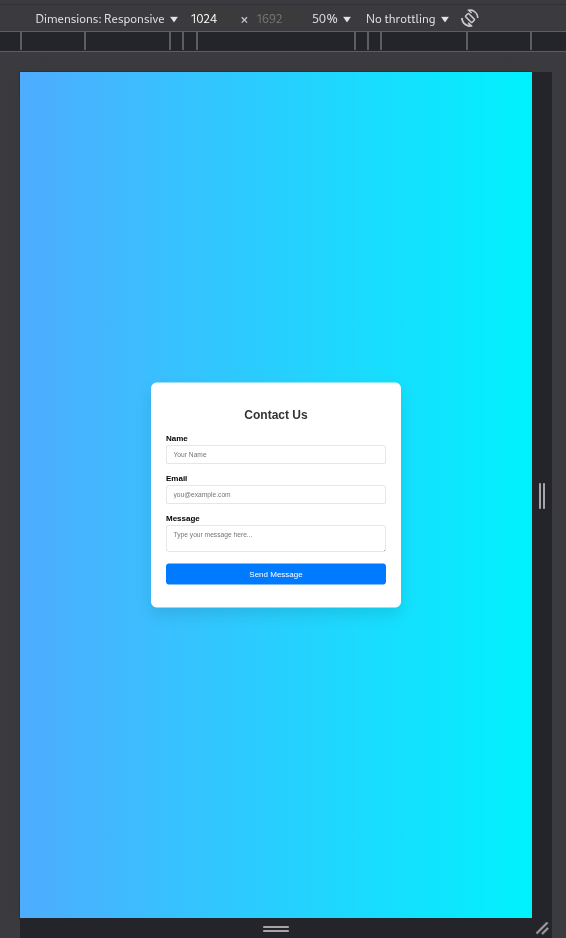 Dimensions: Responsive ▼ 1024 × 1692 50% ▼ No throttling ▼
Contact Us
Name
Your Name
Email
you@example.com
Message
Type your message here...
Send Message